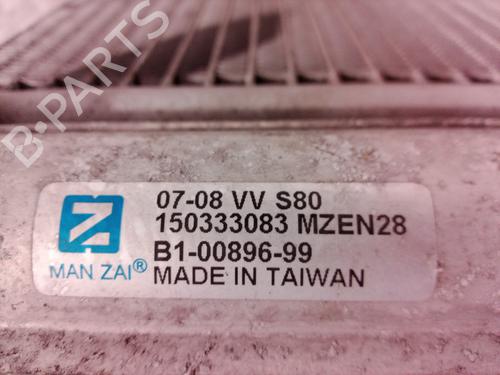 B-PARTS
07-08 VV S80
150333083 MZEN28
B1-00896-99
MAN ZAI® MADE IN TAIWAN